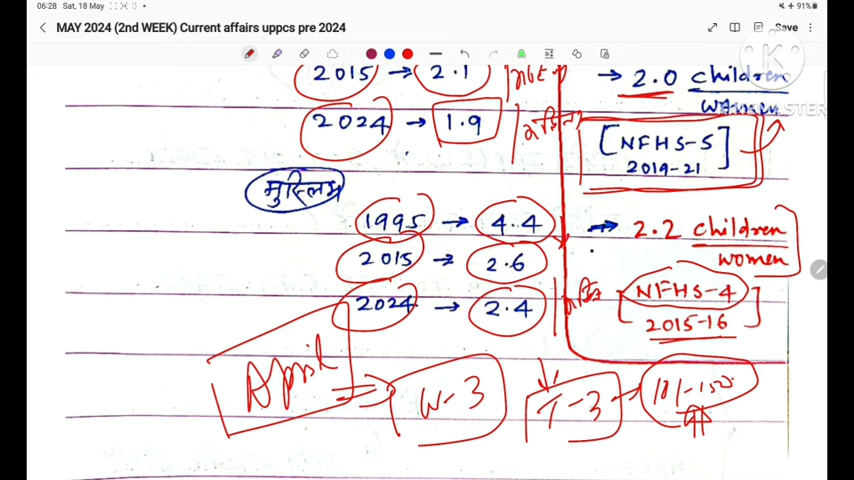 06:28 Sat, 18 May
91%
MAY 2024 (2nd WEEK) Current affairs uppcs pre 2024
Save
2015 → 2.1
2024 → 1.9
→ 2.0 children
women
[NFHS-5]
2019-21
मुस्लिम
1995 → 4.4
2015 → 2.6
2024 → 2.4
→ 2.2 children
women
[NFHS-4]
2015-16
April
W-3
T-3
K